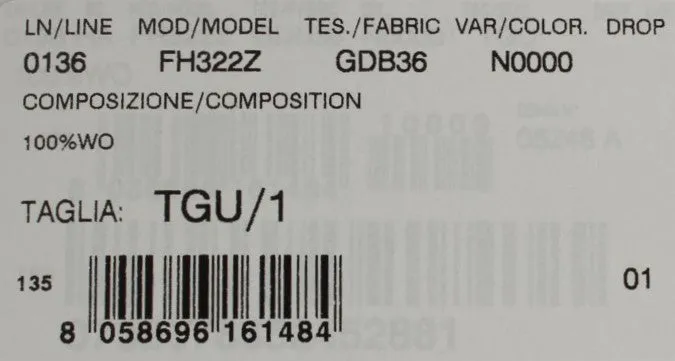 LN/LINE MOD/MODEL TES./FABRIC VAR/COLOR. DROP
0136 FH322Z GDB36 N0000
COMPOSIZIONE/COMPOSITION
100%WO
TAGLIA: TGU/1
135 01
8 058696 161484